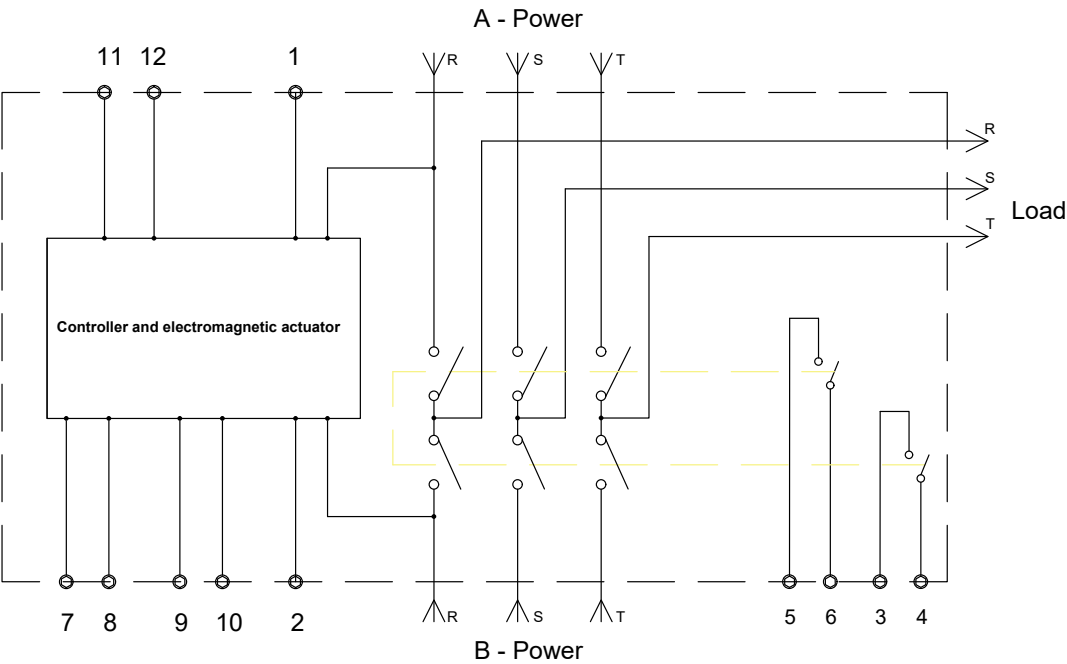 A - Power
11 12 1
R S T
R
S
Load
T
Controller and electromagnetic actuator
7 8 9 10 2
R S T
5 6 3 4
B - Power